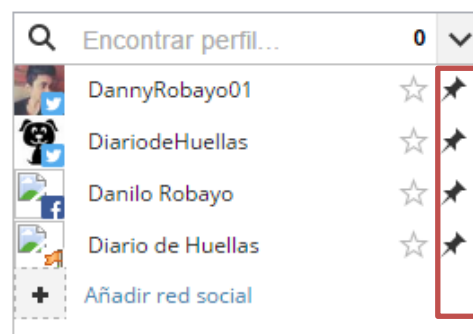 Encontrar perfil... 0
DannyRobayo01
DiariodeHuellas
Danilo Robayo
Diario de Huellas
Añadir red social